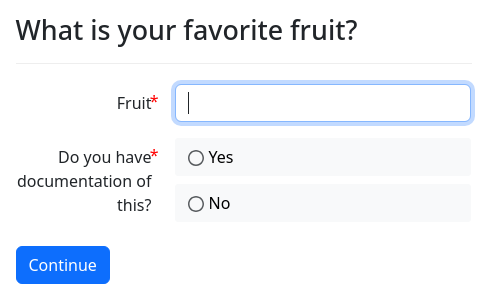 What is your favorite fruit?
Fruit*
Do you have*
documentation of
this?
Yes
No
Continue